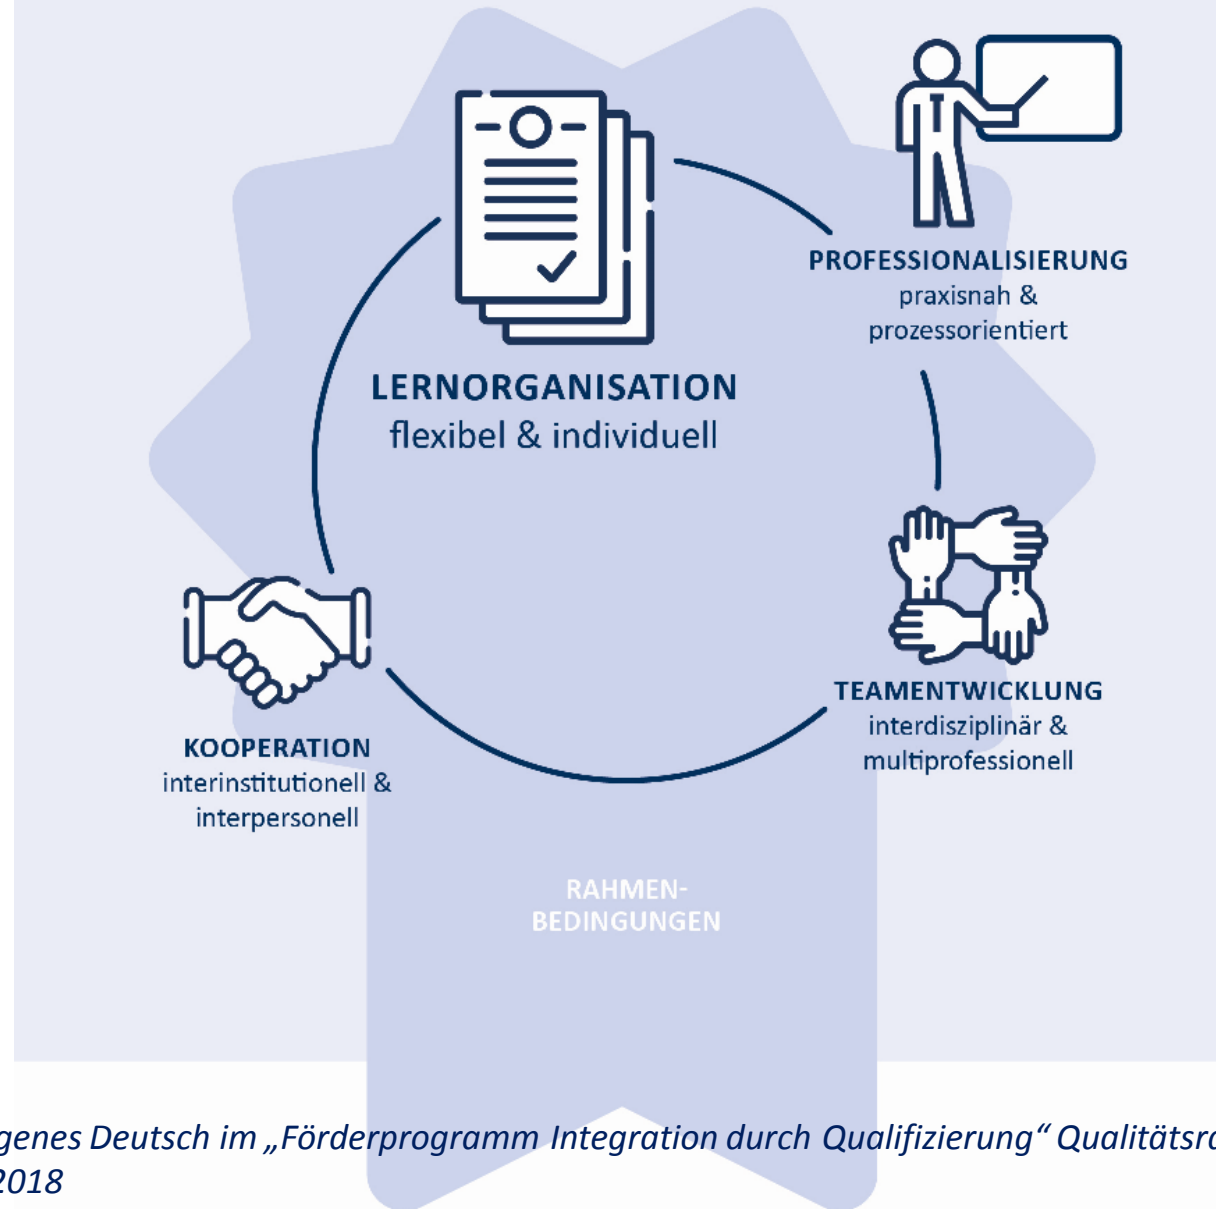 PROFESSIONALISIERUNG
praxisnah &
prozessorientiert
LERNORGANISATION
flexibel & individuell
TEAMENTWICKLUNG
interdisziplinär &
multiprofessionell
KOOPERATION
interinstitutionell &
interpersonell
RAHMEN-
BEDINGUNGEN
genes Deutsch im „Förderprogramm Integration durch Qualifizierung“ Qualitätsra
2018